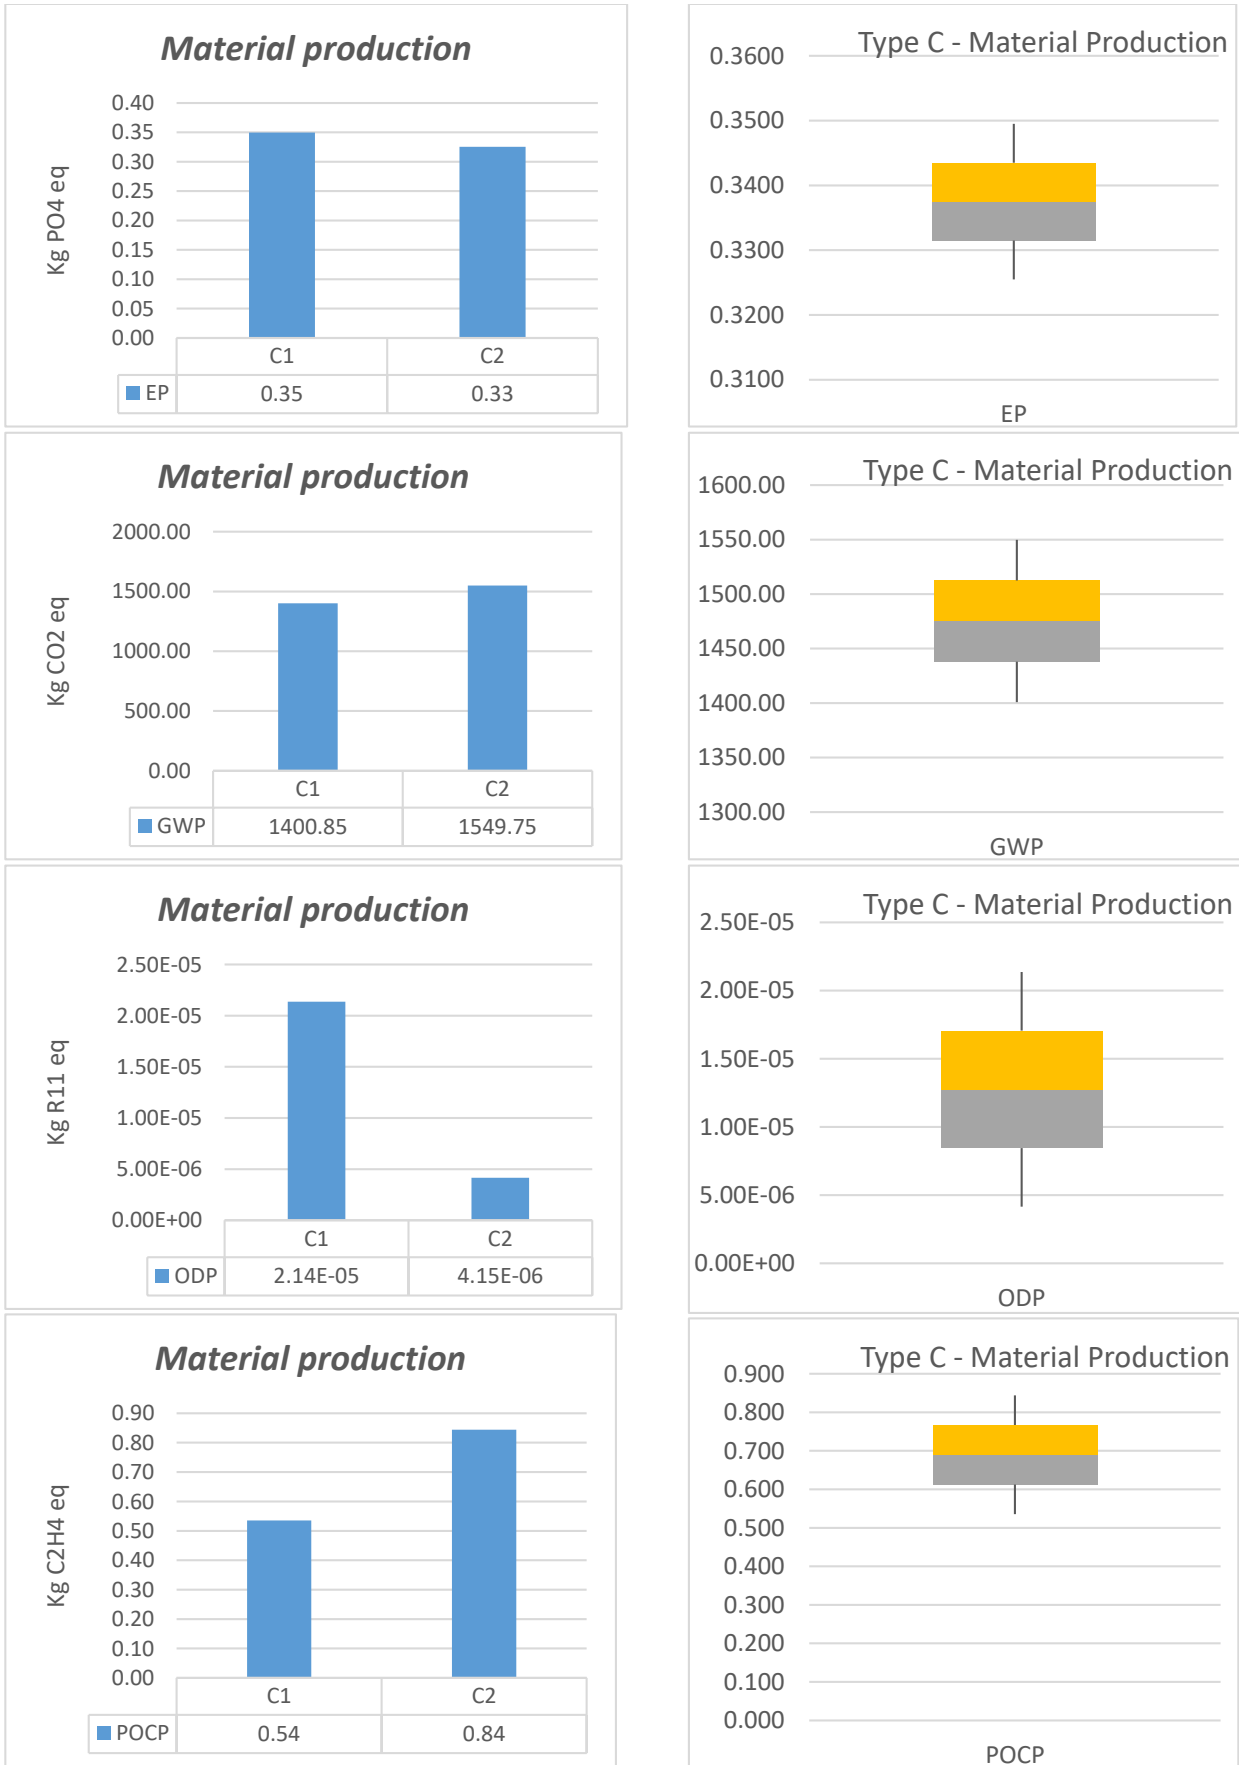 Material production
Kg PO4 eq
0.40
0.35
0.30
0.25
0.20
0.15
0.10
0.05
0.00
C1 C2
EP 0.35 0.33
Type C - Material Production
0.3600
0.3500
0.3400
0.3300
0.3200
0.3100
EP
Material production
Kg CO2 eq
2000.00
1500.00
1000.00
500.00
0.00
C1 C2
GWP 1400.85 1549.75
Type C - Material Production
1600.00
1550.00
1500.00
1450.00
1400.00
1350.00
1300.00
GWP
Material production
Kg R11 eq
2.50E-05
2.00E-05
1.50E-05
1.00E-05
5.00E-06
0.00E+00
C1 C2
ODP 2.14E-05 4.15E-06
Type C - Material Production
2.50E-05
2.00E-05
1.50E-05
1.00E-05
5.00E-06
0.00E+00
ODP
Material production
Kg C2H4 eq
0.90
0.80
0.70
0.60
0.50
0.40
0.30
0.20
0.10
0.00
C1 C2
POCP 0.54 0.84
Type C - Material Production
0.900
0.800
0.700
0.600
0.500
0.400
0.300
0.200
0.100
0.000
POCP